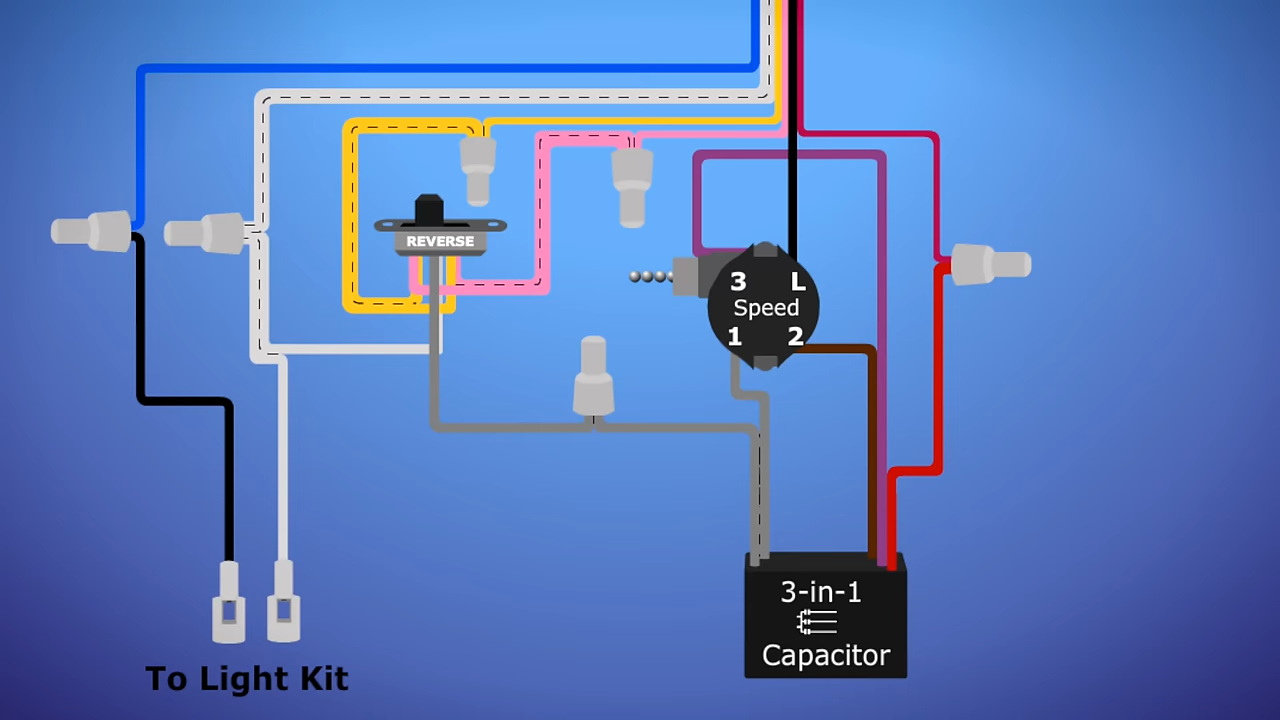 REVERSE
3 L
Speed
1 2
3-in-1
Capacitor
To Light Kit